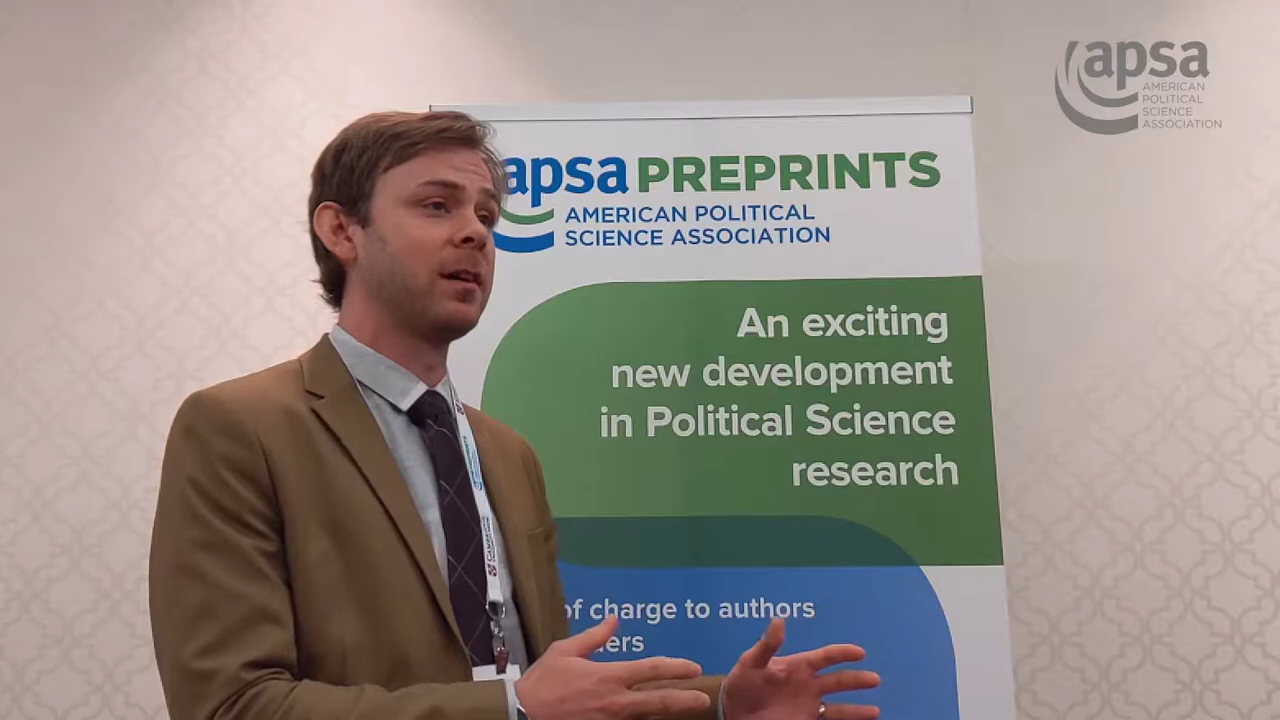 apsa
AMERICAN
POLITICAL
SCIENCE
ASSOCIATION
apsa PREPRINTS
AMERICAN POLITICAL
SCIENCE ASSOCIATION
An exciting
new development
in Political Science
research
of charge to authors